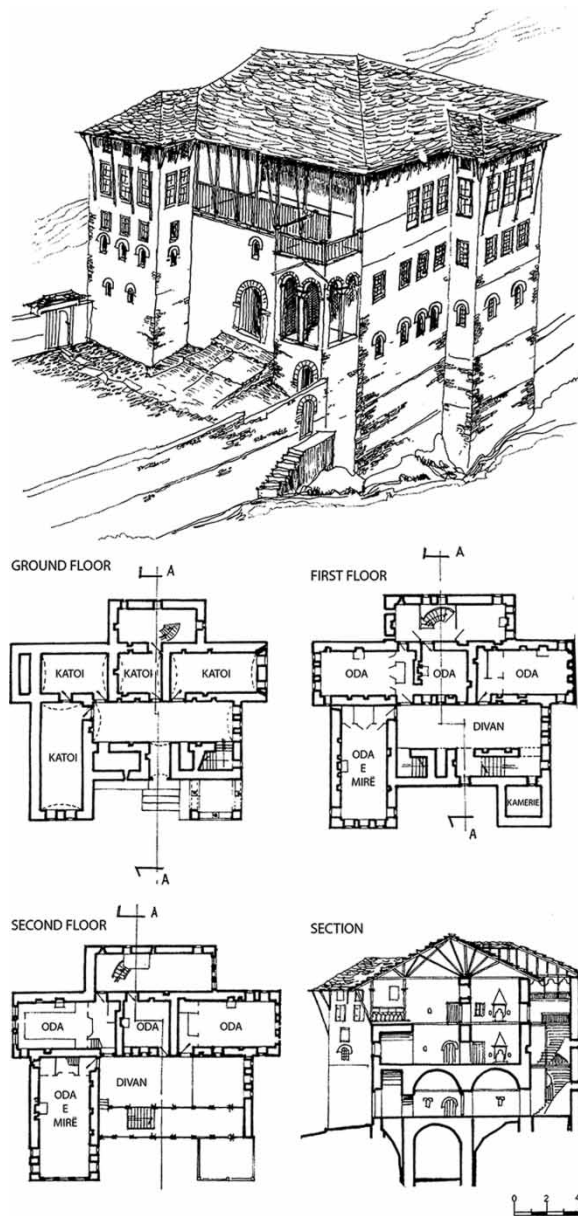 GROUND FLOOR
A
FIRST FLOOR
A
KATOI
KATOI
KATOI
KATOI
A
ODA
ODA
ODA
DIVAN
ODA
E
MIRË
KAMERIE
A
SECOND FLOOR
A
ODA
ODA
ODA
ODA
E
MIRË
DIVAN
SECTION
0 2 4